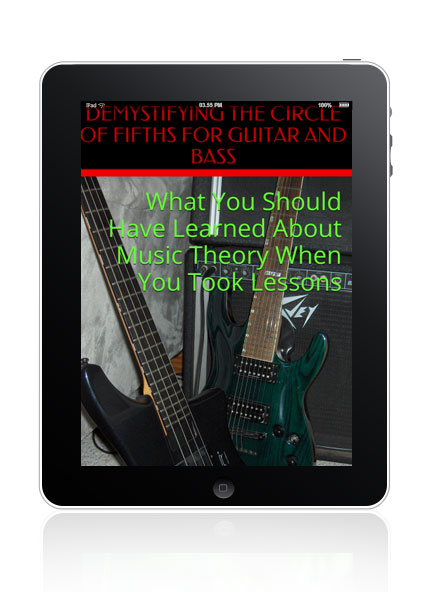 iPad 03.55 PM 100%
DEMYSTIFYING THE CIRCLE
OF FIFTHS FOR GUITAR AND
BASS
What You Should
Have Learned About
Music Theory When
You Took Lessons